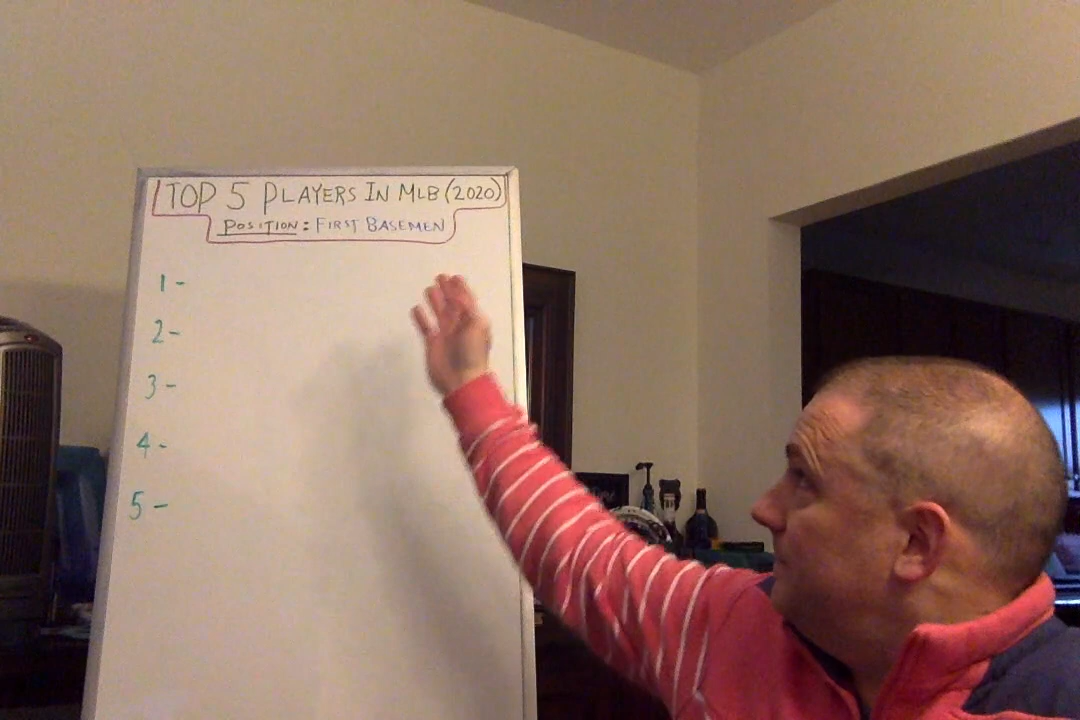 TOP 5 PLAYERS IN MLB (2020)
POSITION: FIRST BASEMEN
1-
2-
3-
4-
5-